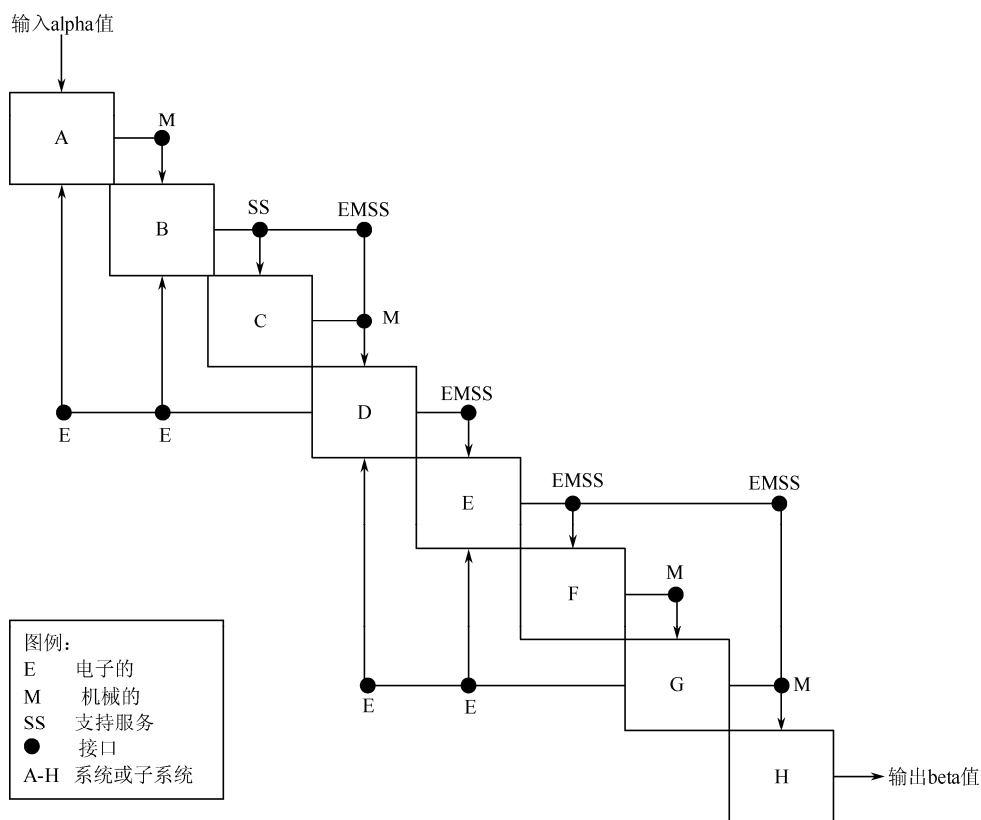 输入alpha值
A
M
B
SS
EMSS
C
M
D
EMSS
E
E
E
EMSS
EMSS
F
M
G
M
E
E
H
输出beta值
图例：
E 电子的
M 机械的
SS 支持服务
● 接口
A-H 系统或子系统